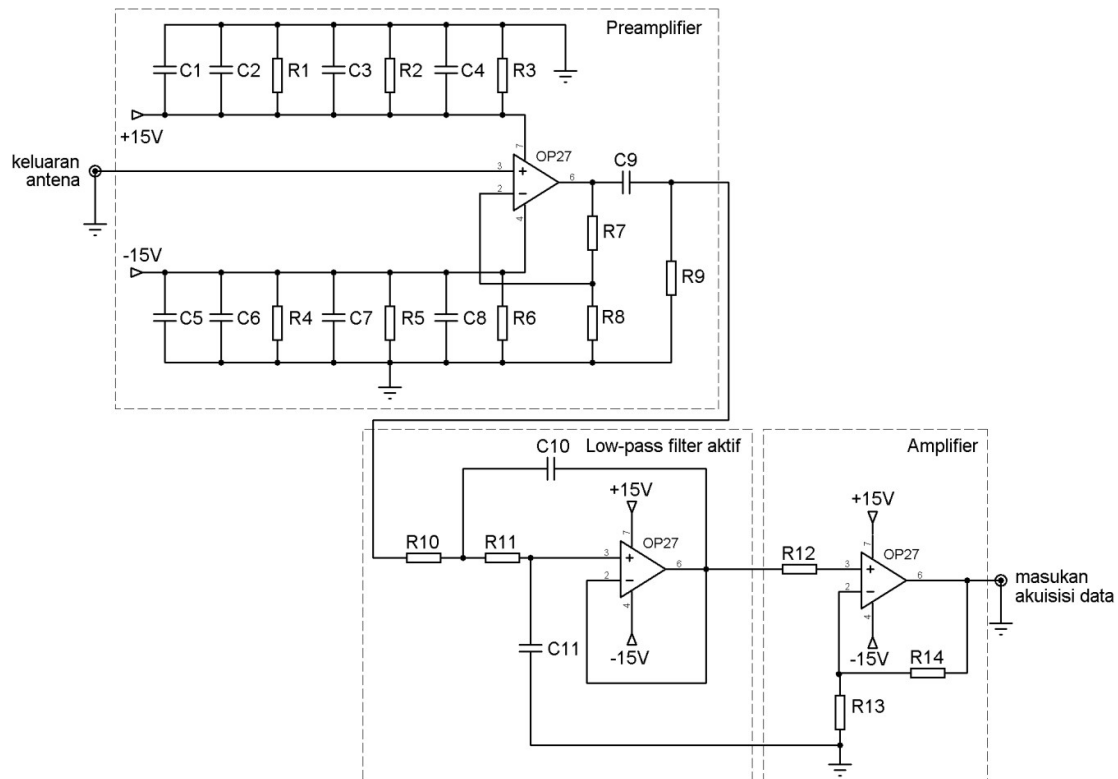 Preamplifier
C1 C2 R1 C3 R2 C4 R3
+15V
keluaran
antena
7
3
+
OP27
2
−
6
4
C9
R7
R9
-15V
C5 C6 R4 C7 R5 C8 R6 R8
Low-pass filter aktif
C10
+15V
R10 R11
7
3
+
OP27
2
−
6
4
-15V
C11
Amplifier
+15V
R12
7
3
+
OP27
2
−
6
4
-15V
R14
R13
masukan
akuisisi data